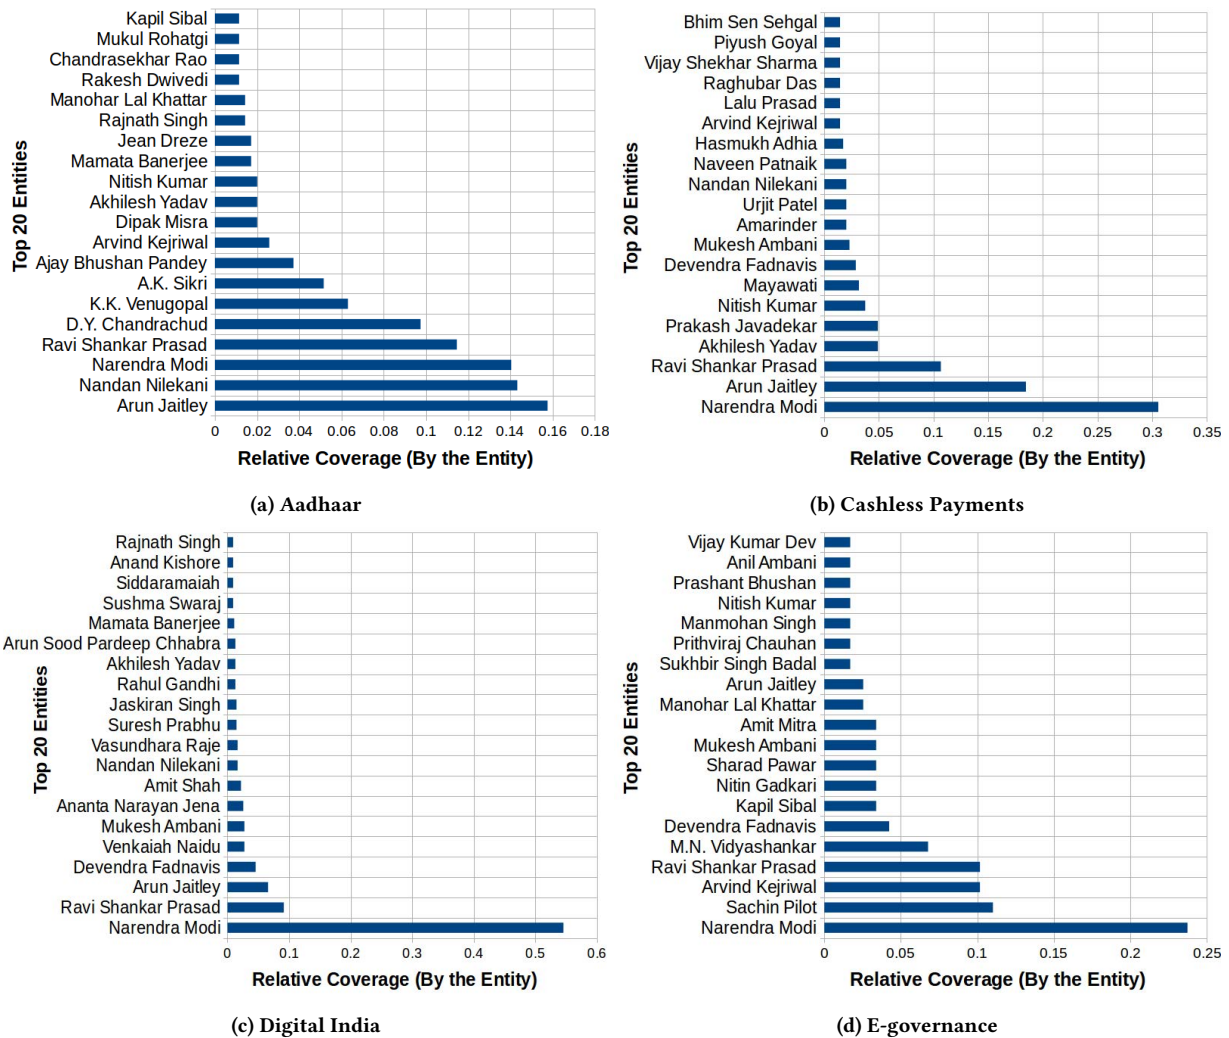 Top 20 Entities
Kapil Sibal
Mukul Rohatgi
Chandrasekhar Rao
Rakesh Dwivedi
Manohar Lal Khattar
Rajnath Singh
Jean Dreze
Mamata Banerjee
Nitish Kumar
Akhilesh Yadav
Dipak Misra
Arvind Kejriwal
Ajay Bhushan Pandey
A.K. Sikri
K.K. Venugopal
D.Y. Chandrachud
Ravi Shankar Prasad
Narendra Modi
Nandan Nilekani
Arun Jaitley
0 0.02 0.04 0.06 0.08 0.1 0.12 0.14 0.16 0.18
Relative Coverage (By the Entity)
(a) Aadhaar
Top 20 Entities
Bhim Sen Sehgal
Piyush Goyal
Vijay Shekhar Sharma
Raghubar Das
Lalu Prasad
Arvind Kejriwal
Hasmukh Adhia
Naveen Patnaik
Nandan Nilekani
Urjit Patel
Amarinder
Mukesh Ambani
Devendra Fadnavis
Mayawati
Nitish Kumar
Prakash Javadekar
Akhilesh Yadav
Ravi Shankar Prasad
Arun Jaitley
Narendra Modi
0 0.05 0.1 0.15 0.2 0.25 0.3 0.35
Relative Coverage (By the Entity)
(b) Cashless Payments
Top 20 Entities
Rajnath Singh
Anand Kishore
Siddaramaiah
Sushma Swaraj
Mamata Banerjee
Arun Sood Pardeep Chhabra
Akhilesh Yadav
Rahul Gandhi
Jaskiran Singh
Suresh Prabhu
Vasundhara Raje
Nandan Nilekani
Amit Shah
Ananta Narayan Jena
Mukesh Ambani
Venkaiah Naidu
Devendra Fadnavis
Arun Jaitley
Ravi Shankar Prasad
Narendra Modi
0 0.1 0.2 0.3 0.4 0.5 0.6
Relative Coverage (By the Entity)
(c) Digital India
Top 20 Entities
Vijay Kumar Dev
Anil Ambani
Prashant Bhushan
Nitish Kumar
Manmohan Singh
Prithviraj Chauhan
Sukhbir Singh Badal
Arun Jaitley
Manohar Lal Khattar
Amit Mitra
Mukesh Ambani
Sharad Pawar
Nitin Gadkari
Kapil Sibal
Devendra Fadnavis
M.N. Vidyashankar
Ravi Shankar Prasad
Arvind Kejriwal
Sachin Pilot
Narendra Modi
0 0.05 0.1 0.15 0.2 0.25
Relative Coverage (By the Entity)
(d) E-governance